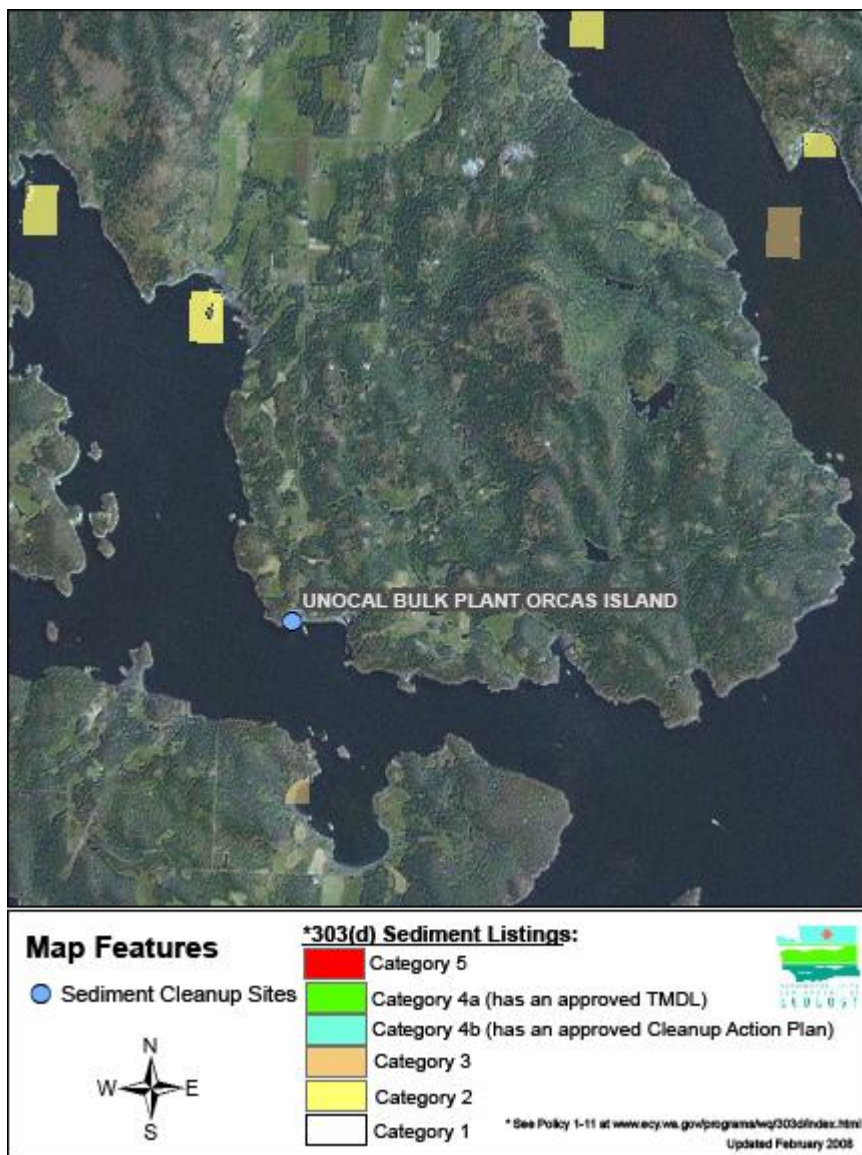 UNOCAL BULK PLANT ORCAS ISLAND
Map Features
Sediment Cleanup Sites
N
W
E
S
*303(d) Sediment Listings:
Category 5
Category 4a (has an approved TMDL)
Category 4b (has an approved Cleanup Action Plan)
Category 3
Category 2
Category 1
ECOLOGY
* See Policy 1-11 at www.ecy.wa.gov/programs/wq/303d/index.html
Updated February 2008